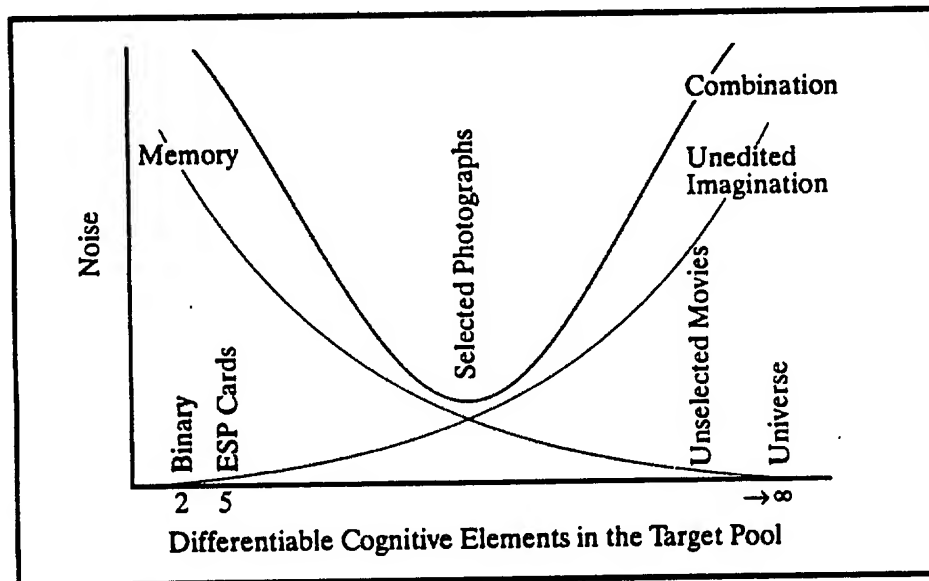 Combination
Memory
Unedited
Imagination
Noise
Selected Photographs
Unselected Movies
Binary
ESP Cards
Universe
2
5
→∞
Differentiable Cognitive Elements in the Target Pool